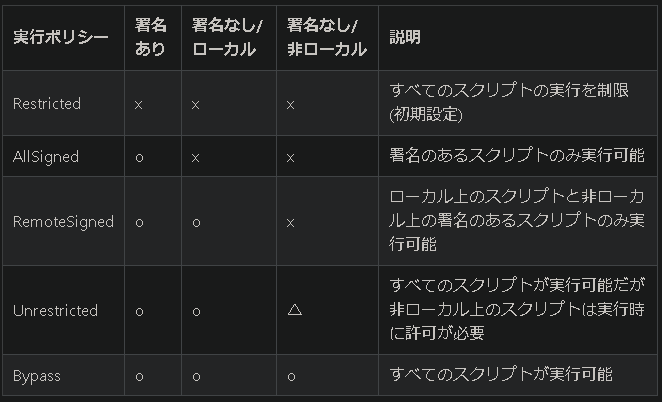 実行ポリシー 署名あり 署名なし/ローカル 署名なし/非ローカル 説明
Restricted x x x すべてのスクリプトの実行を制限
(初期設定)
AllSigned o x x 署名のあるスクリプトのみ実行可能
RemoteSigned o o x ローカル上のスクリプトと非ローカ
ル上の署名のあるスクリプトのみ実
行可能
Unrestricted o o △ すべてのスクリプトが実行可能だが
非ローカル上のスクリプトは実行時
に許可が必要
Bypass o o o すべてのスクリプトが実行可能